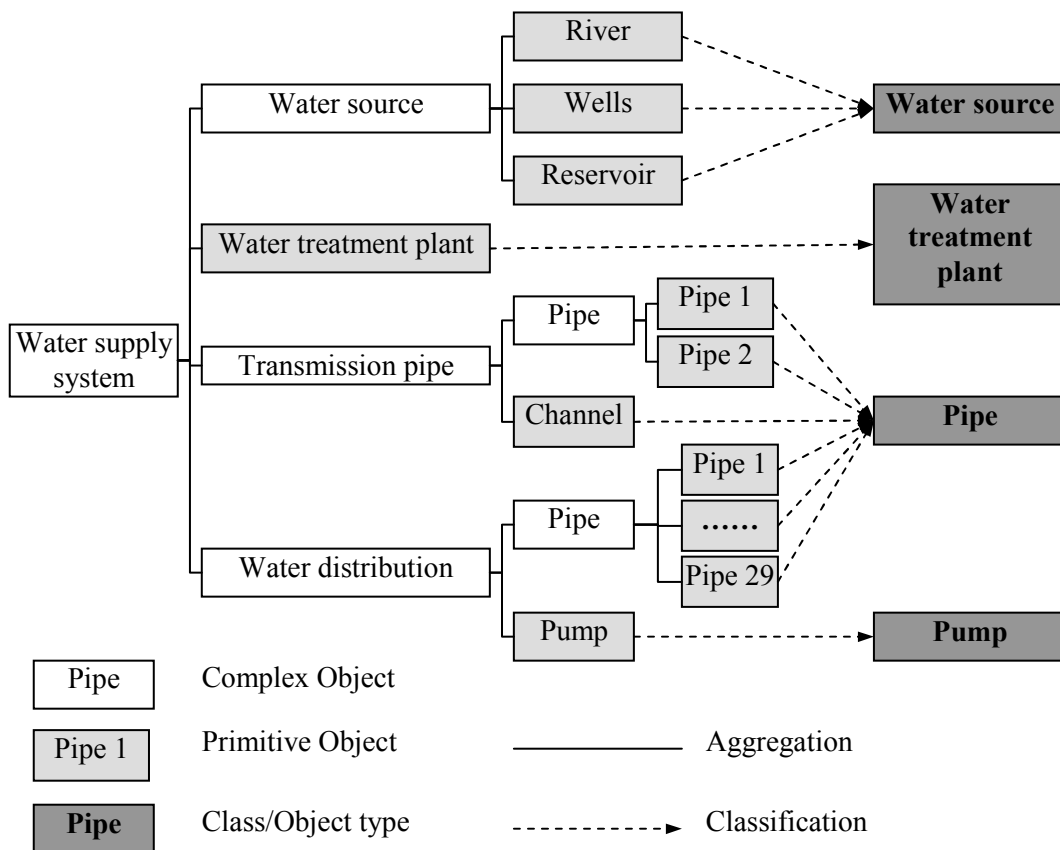 River
Water source
Wells
Water source
Reservoir
Water treatment plant
Water
treatment
plant
Water supply
system
Transmission pipe
Pipe
Pipe 1
Pipe 2
Channel
Pipe
Water distribution
Pipe
Pipe 1
......
Pipe 29
Pump
Pump
Pipe
Complex Object
Pipe 1
Primitive Object
Aggregation
Pipe
Class/Object type
Classification